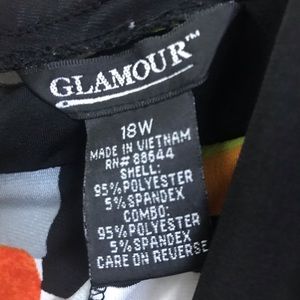 GLAMOUR™
18W
MADE IN VIETNAM
RN# 88644
SHELL:
95% POLYESTER
5% SPANDEX
COMBO:
95% POLYESTER
5% SPANDEX
CARE ON REVERSE